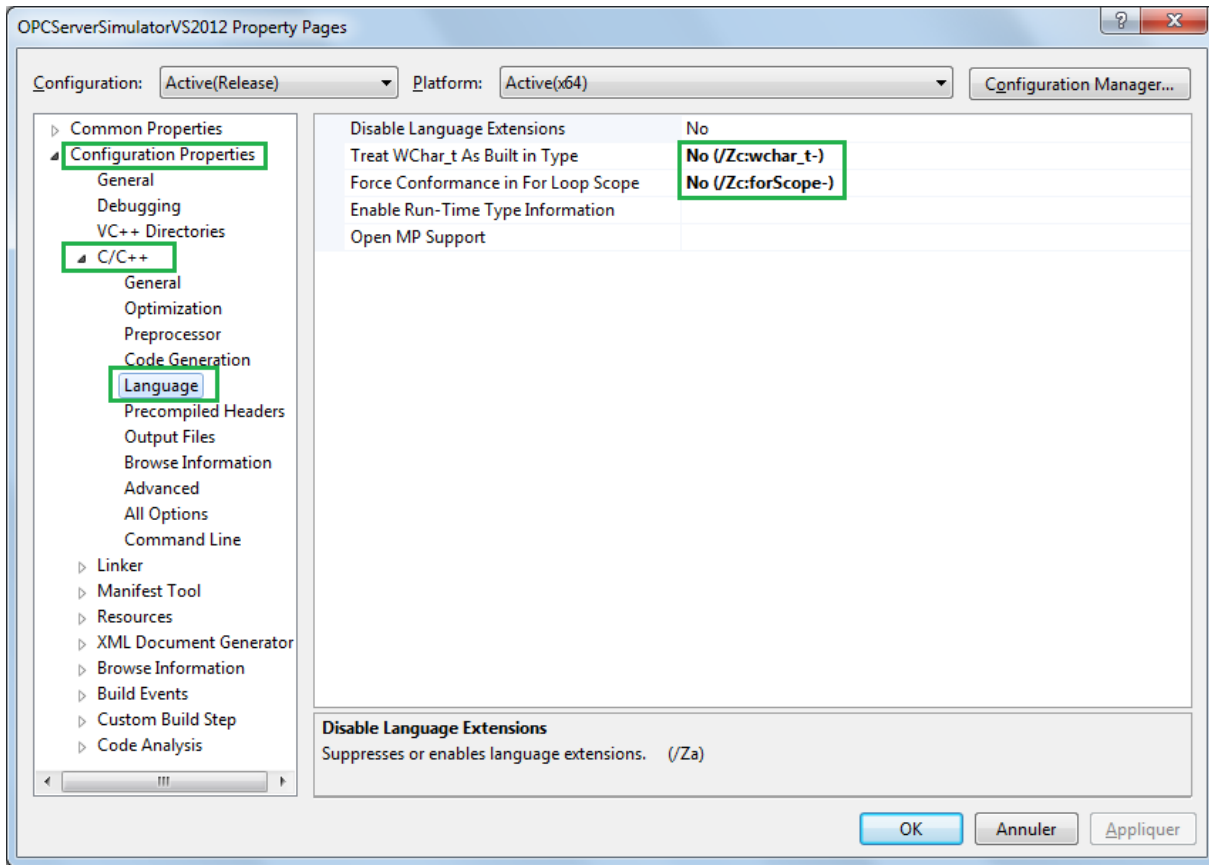 OPCServerSimulatorVS2012 Property Pages
Configuration: Active(Release) Platform: Active(x64) Configuration Manager...
Common Properties
Configuration Properties
General
Debugging
VC++ Directories
C/C++
General
Optimization
Preprocessor
Code Generation
Language
Precompiled Headers
Output Files
Browse Information
Advanced
All Options
Command Line
Linker
Manifest Tool
Resources
XML Document Generator
Browse Information
Build Events
Custom Build Step
Code Analysis
Disable Language Extensions No
Treat WChar_t As Built in Type No (/Zc:wchar_t-)
Force Conformance in For Loop Scope No (/Zc:forScope-)
Enable Run-Time Type Information
Open MP Support
Disable Language Extensions
Suppresses or enables language extensions. (/Za)
OK Annuler Appliquer